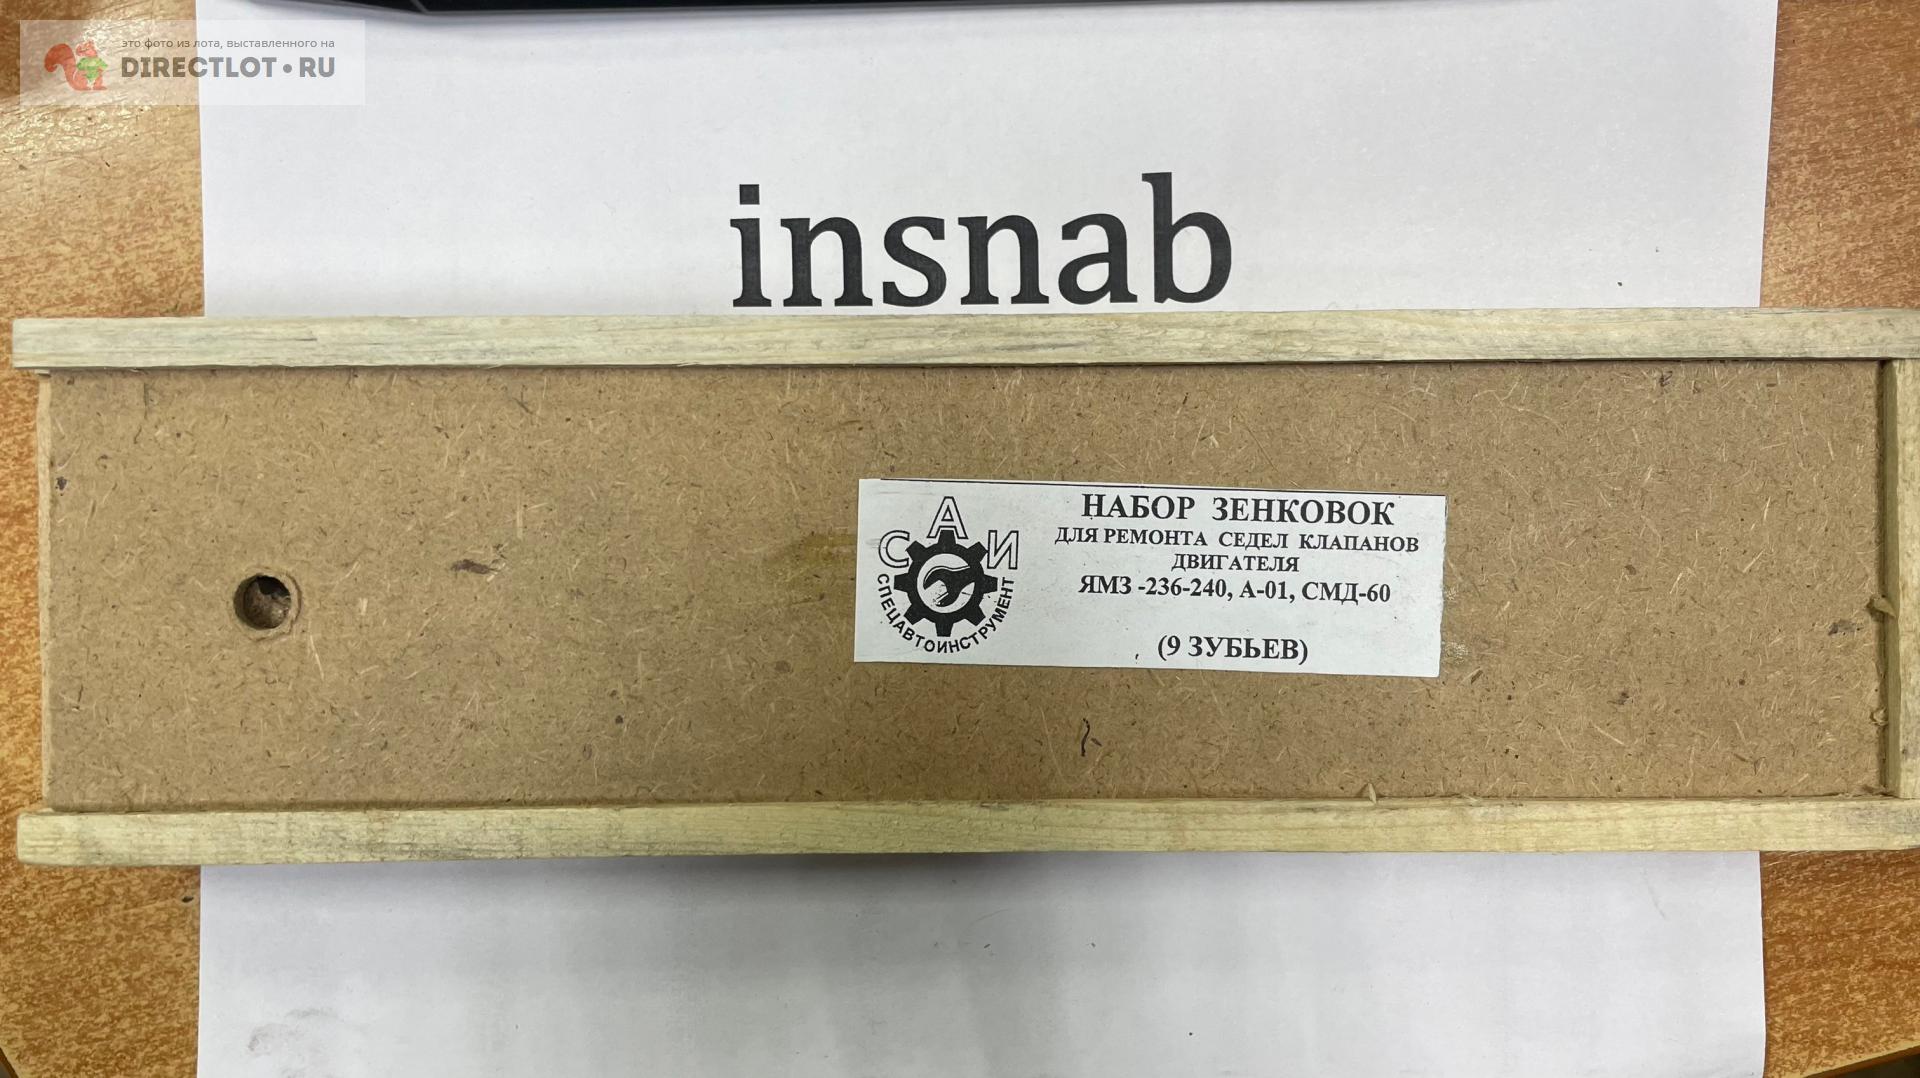 это фото из лота, выставленного на
DIRECTLOT•RU
insnab
САИ
СПЕЦАВТОИНСТРУМЕНТ
НАБОР ЗЕНКОВОК
ДЛЯ РЕМОНТА СЕДЕЛ КЛАПАНОВ
ДВИГАТЕЛЯ
ЯМЗ -236-240, А-01, СМД-60
(9 ЗУБЬЕВ)